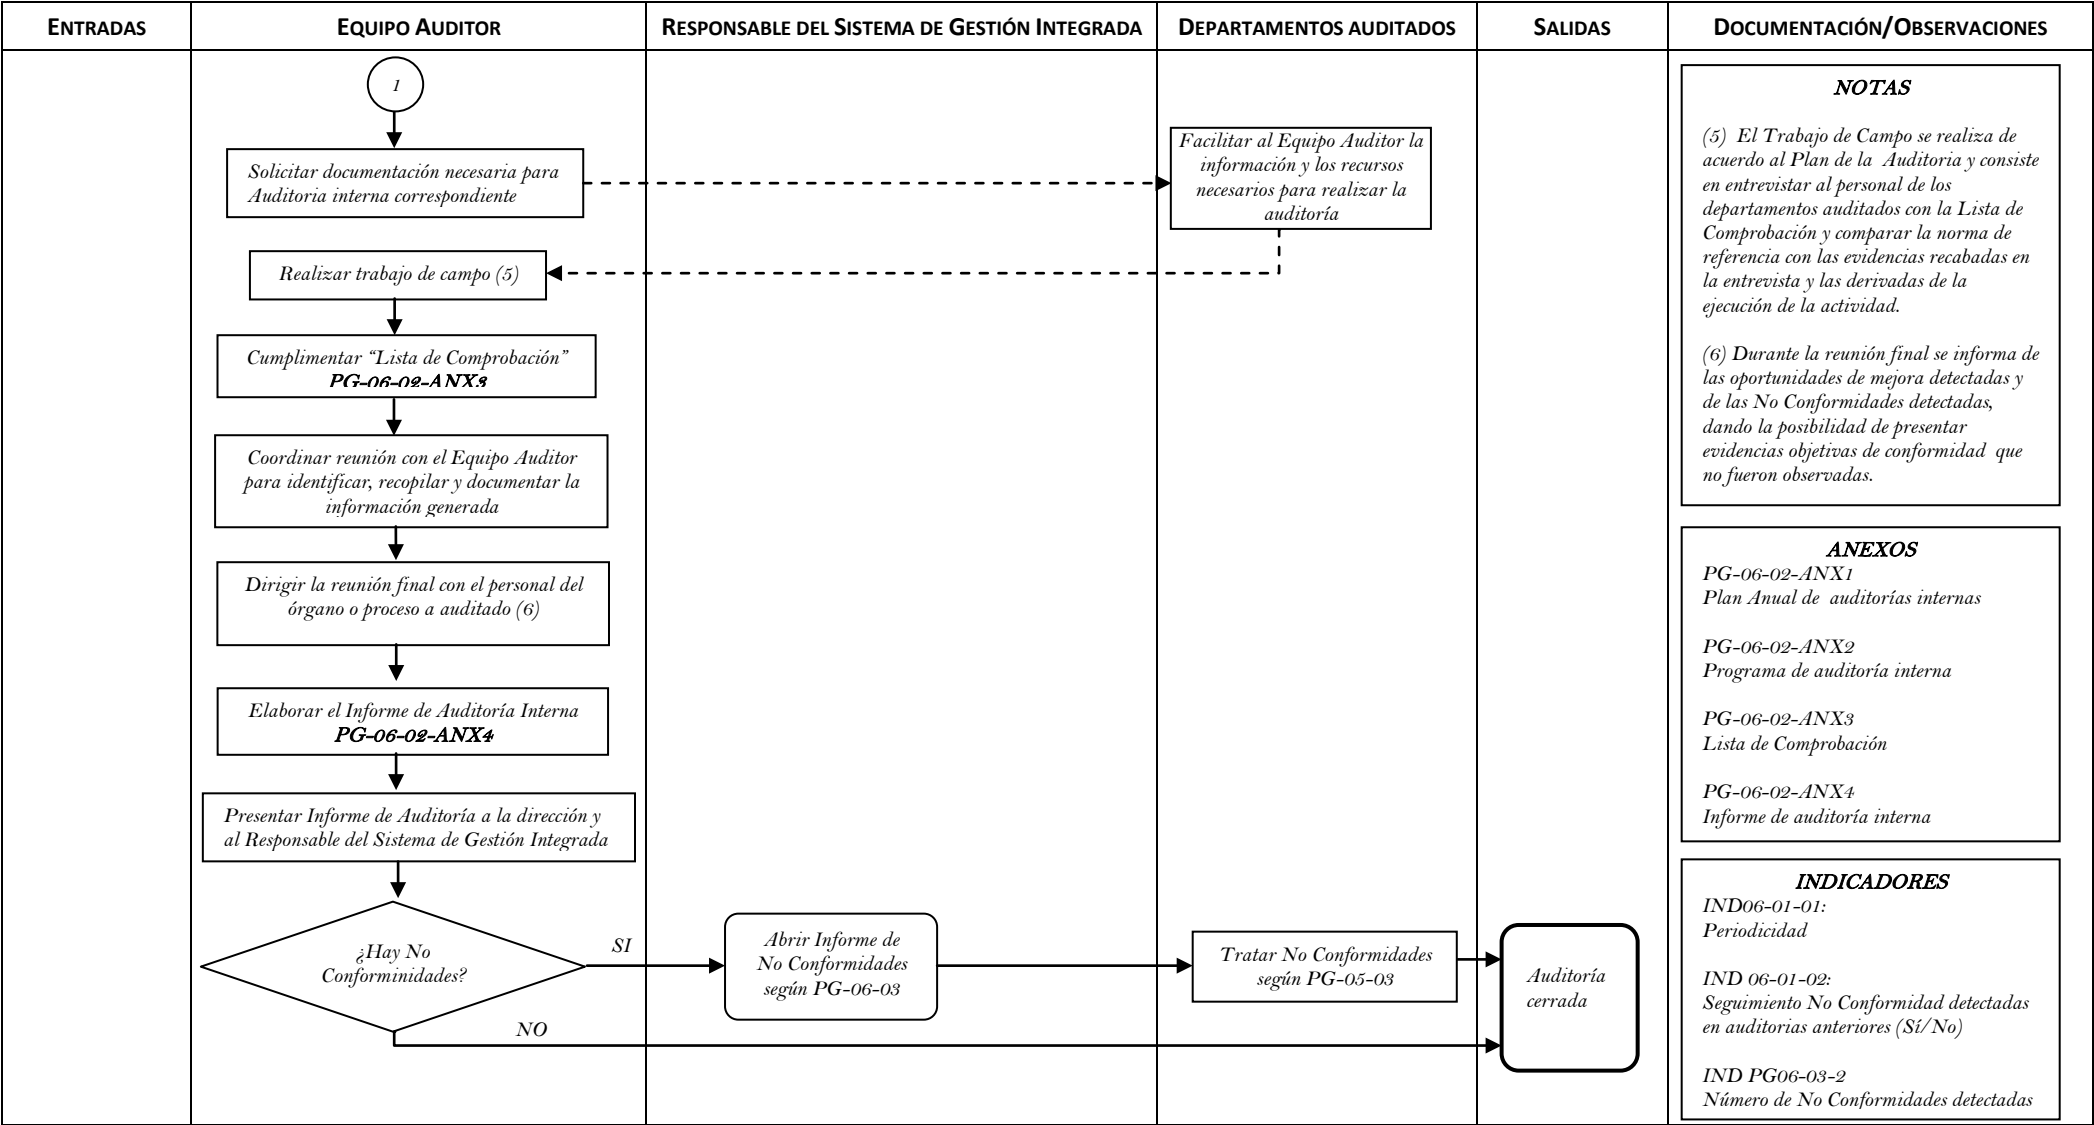 ENTRADAS
EQUIPO AUDITOR
RESPONSABLE DEL SISTEMA DE GESTIÓN INTEGRADA
DEPARTAMENTOS AUDITADOS
SALIDAS
DOCUMENTACIÓN/OBSERVACIONES
1
Solicitar documentación necesaria para
Auditoria interna correspondiente
Facilitar al Equipo Auditor la
información y los recursos
necesarios para realizar la
auditoría
Realizar trabajo de campo (5)
Cumplimentar “Lista de Comprobación”
PG-06-02-ANX3
Coordinar reunión con el Equipo Auditor
para identificar, recopilar y documentar la
información generada
Dirigir la reunión final con el personal del
órgano o proceso a auditado (6)
Elaborar el Informe de Auditoría Interna
PG-06-02-ANX4
Presentar Informe de Auditoría a la dirección y
al Responsable del Sistema de Gestión Integrada
¿Hay No
Conforminidades?
SI
NO
Abrir Informe de
No Conformidades
según PG-06-03
Tratar No Conformidades
según PG-05-03
Auditoría
cerrada
NOTAS
(5) El Trabajo de Campo se realiza de
acuerdo al Plan de la Auditoria y consiste
en entrevistar al personal de los
departamentos auditados con la Lista de
Comprobación y comparar la norma de
referencia con las evidencias recabadas en
la entrevista y las derivadas de la
ejecución de la actividad.
(6) Durante la reunión final se informa de
las oportunidades de mejora detectadas y
de las No Conformidades detectadas,
dando la posibilidad de presentar
evidencias objetivas de conformidad que
no fueron observadas.
ANEXOS
PG-06-02-ANX1
Plan Anual de auditorías internas
PG-06-02-ANX2
Programa de auditoría interna
PG-06-02-ANX3
Lista de Comprobación
PG-06-02-ANX4
Informe de auditoría interna
INDICADORES
IND06-01-01:
Periodicidad
IND 06-01-02:
Seguimiento No Conformidad detectadas
en auditorias anteriores (Sí/No)
IND PG06-03-2
Número de No Conformidades detectadas